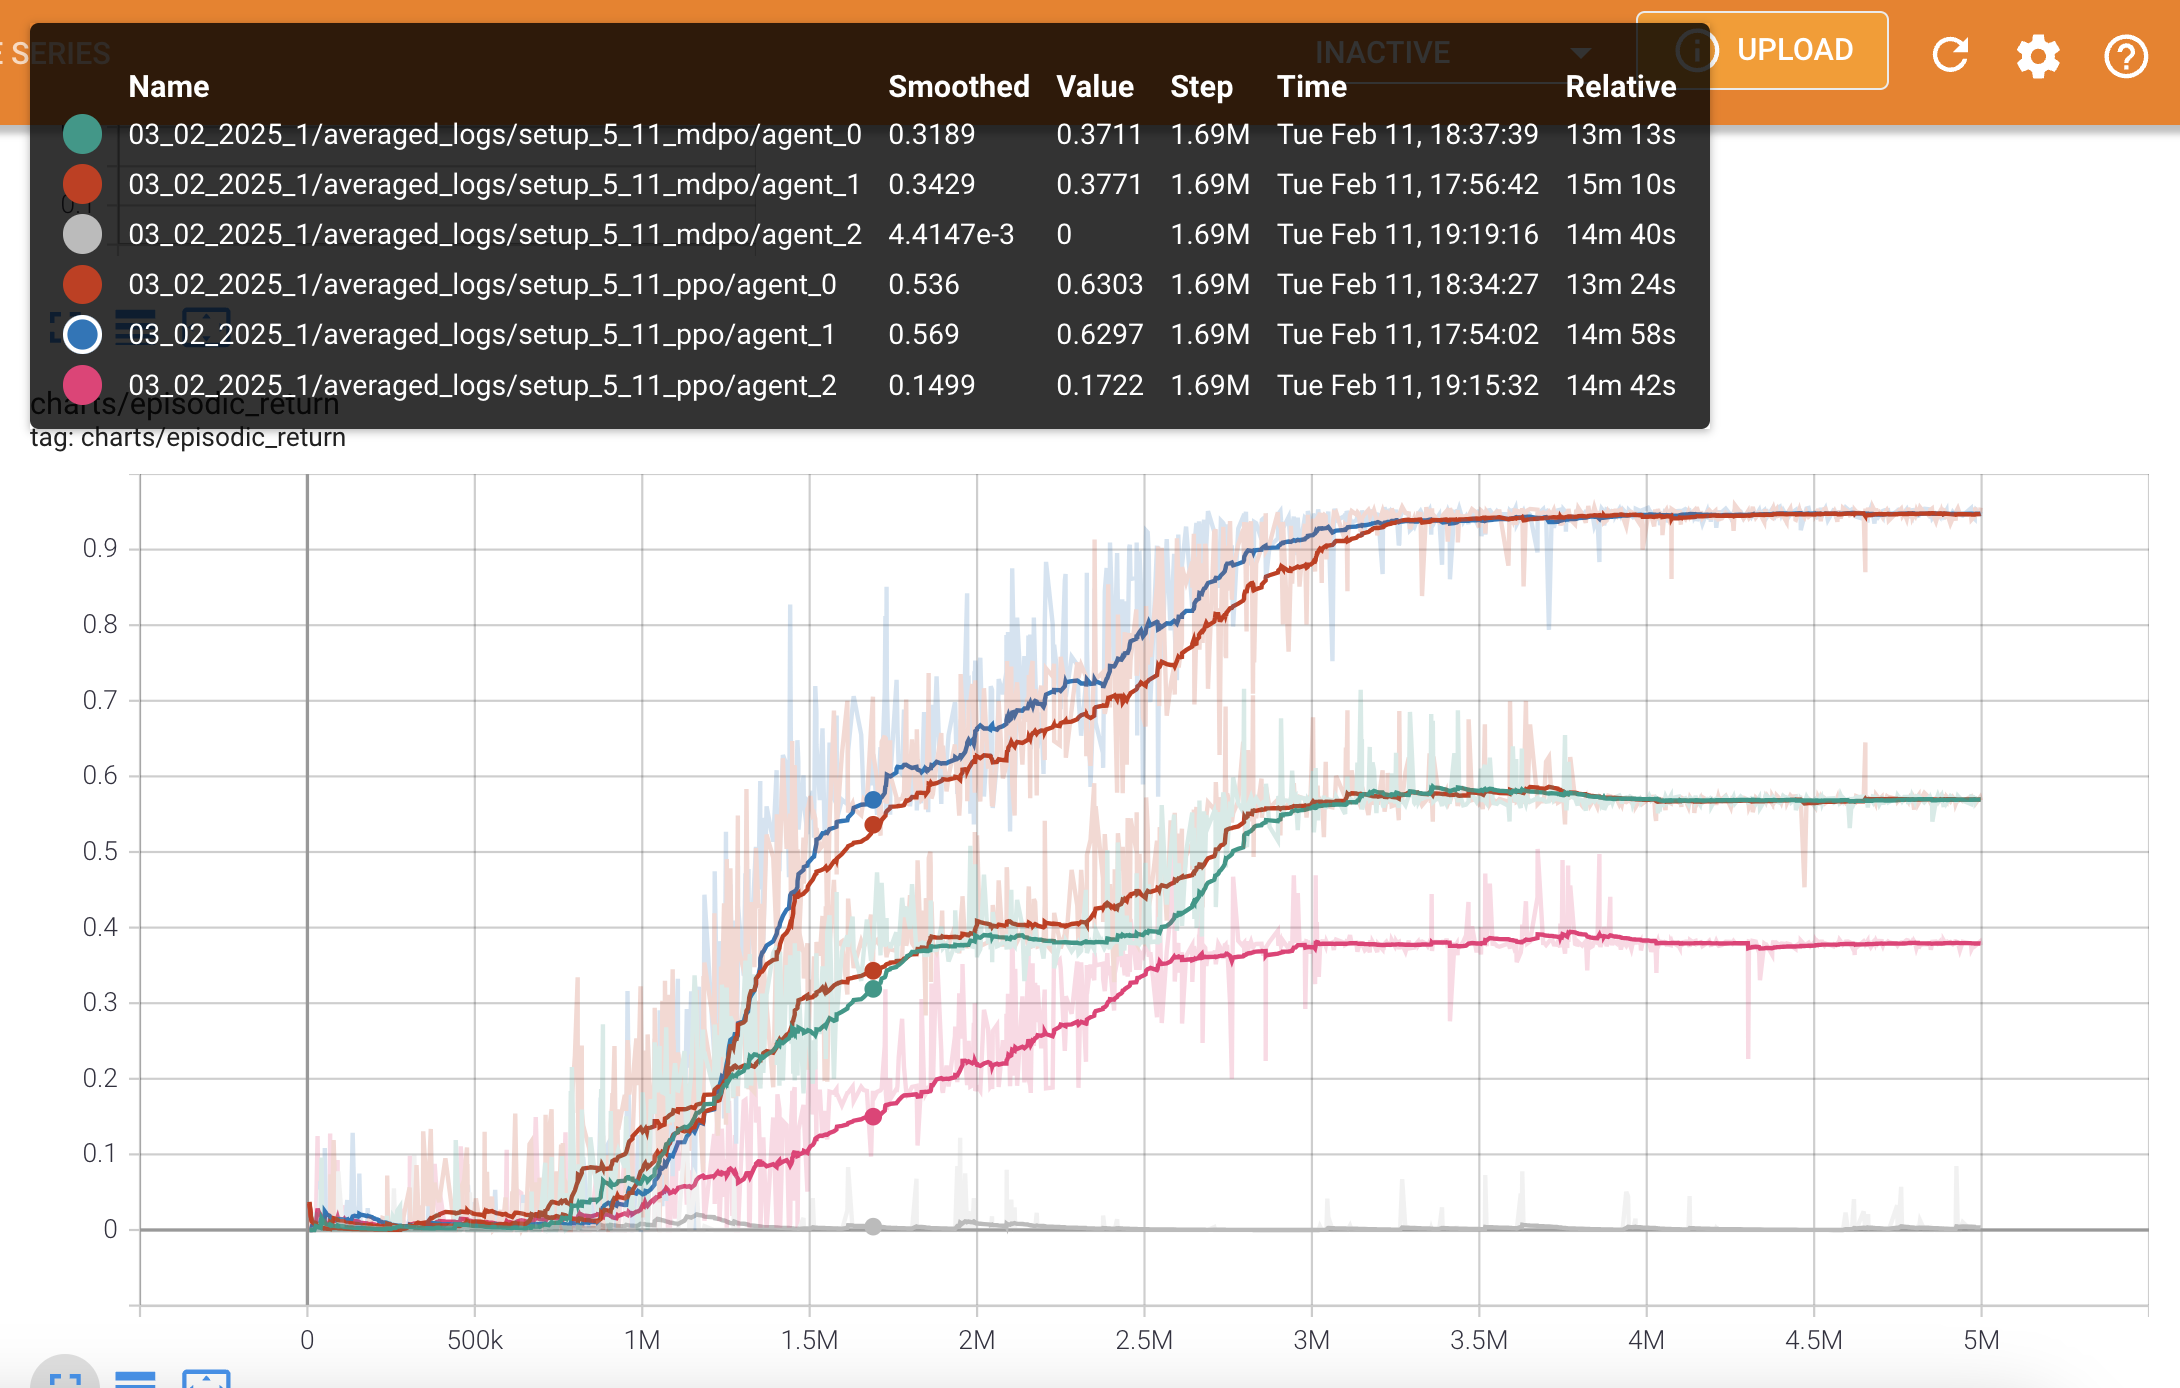 E SERIES
INACTIVE
UPLOAD
Name Smoothed Value Step Time Relative
03_02_2025_1/averaged_logs/setup_5_11_mdpo/agent_0 0.3189 0.3711 1.69M Tue Feb 11, 18:37:39 13m 13s
03_02_2025_1/averaged_logs/setup_5_11_mdpo/agent_1 0.3429 0.3771 1.69M Tue Feb 11, 17:56:42 15m 10s
0.1
03_02_2025_1/averaged_logs/setup_5_11_mdpo/agent_2 4.4147e-3 0 1.69M Tue Feb 11, 19:19:16 14m 40s
03_02_2025_1/averaged_logs/setup_5_11_ppo/agent_0 0.536 0.6303 1.69M Tue Feb 11, 18:34:27 13m 24s
03_02_2025_1/averaged_logs/setup_5_11_ppo/agent_1 0.569 0.6297 1.69M Tue Feb 11, 17:54:02 14m 58s
03_02_2025_1/averaged_logs/setup_5_11_ppo/agent_2 0.1499 0.1722 1.69M Tue Feb 11, 19:15:32 14m 42s
charts/episodic_return
tag: charts/episodic_return
0.9
0.8
0.7
0.6
0.5
0.4
0.3
0.2
0.1
0
0 500k 1M 1.5M 2M 2.5M 3M 3.5M 4M 4.5M 5M